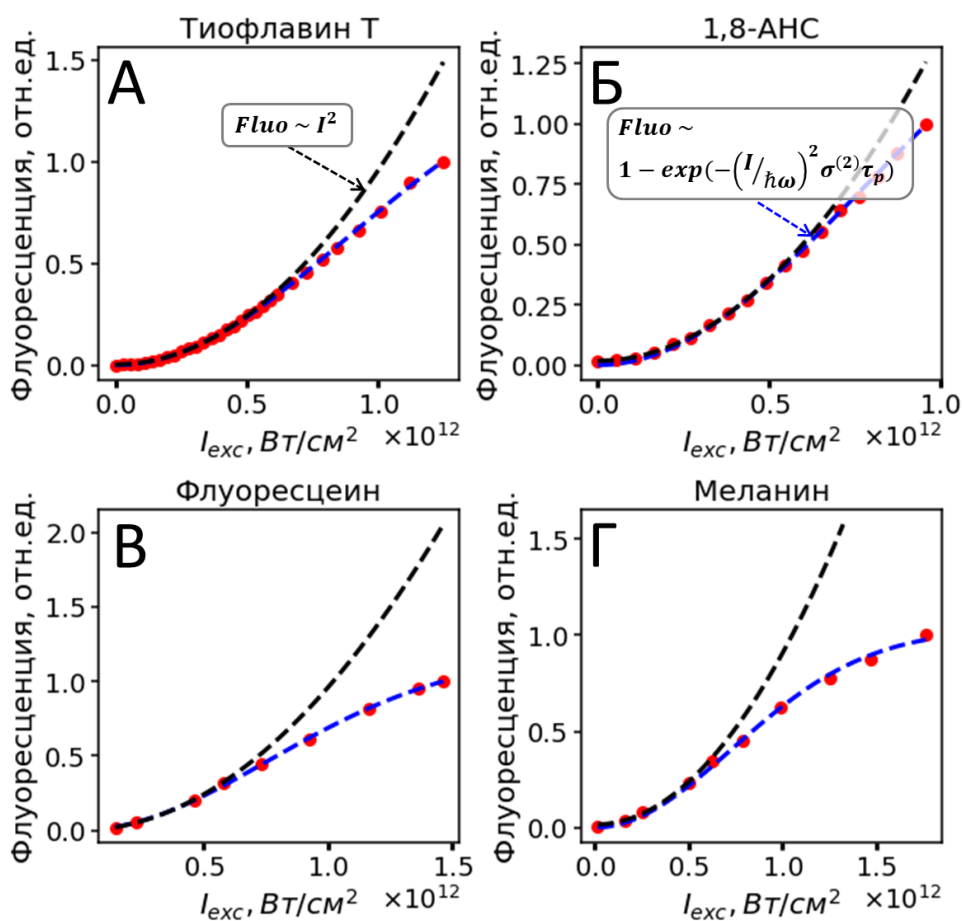 Тиофлавин Т
А
Fluo ~ I²
1.5
1.0
0.5
0.0
Флуоресценция, отн.ед.
0.0 0.5 1.0
I_exc, Вт/см² ×10¹²
1,8-АНС
Б
Fluo ~
1 − exp(−(I/ℏω)² σ⁽²⁾τ_p)
1.25
1.00
0.75
0.50
0.25
0.00
Флуоресценция, отн.ед.
0.0 0.5 1.0
I_exc, Вт/см² ×10¹²
Флуоресцеин
В
2.0
1.5
1.0
0.5
0.0
Флуоресценция, отн.ед.
0.5 1.0 1.5
I_exc, Вт/см² ×10¹²
Меланин
Г
1.5
1.0
0.5
0.0
Флуоресценция, отн.ед.
0.0 0.5 1.0 1.5
I_exc, Вт/см² ×10¹²